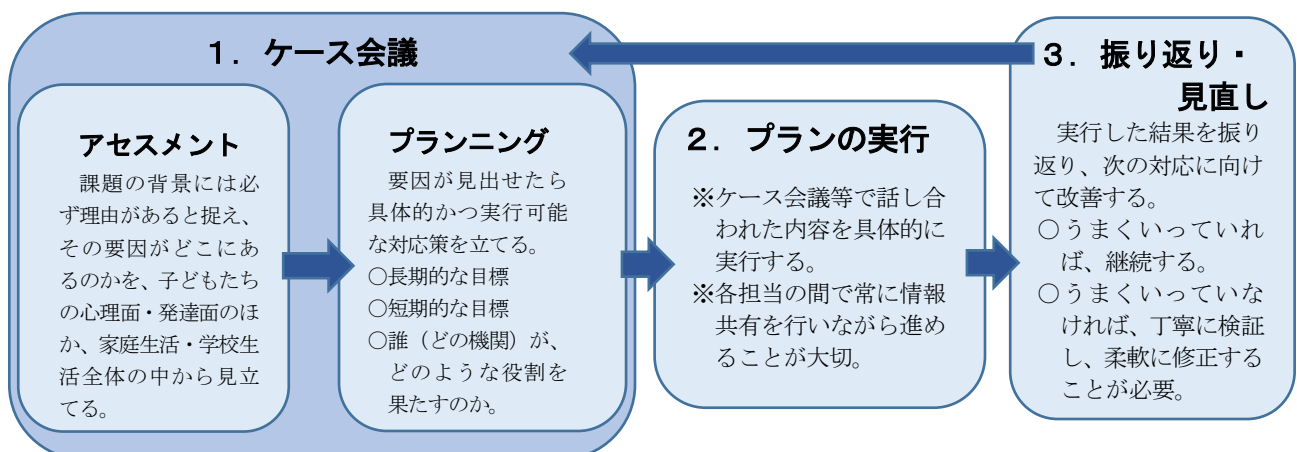 １．ケース会議
アセスメント
課題の背景には必
ず理由があると捉え、
その要因がどこにあ
るのかを、子どもたち
の心理面・発達面のほ
か、家庭生活・学校生
活全体の中から見立
てる。
プランニング
要因が見出せたら
具体的かつ実行可能
な対応策を立てる。
○長期的な目標
○短期的な目標
○誰（どの機関）が、
どのような役割を
果たすのか。
２．プランの実行
※ケース会議等で話し合
われた内容を具体的に
実行する。
※各担当の間で常に情報
共有を行いながら進め
ることが大切。
３．振り返り・
見直し
実行した結果を振り
返り、次の対応に向け
て改善する。
○うまくいっていれ
ば、継続する。
○うまくいっていな
ければ、丁寧に検証
し、柔軟に修正する
ことが必要。